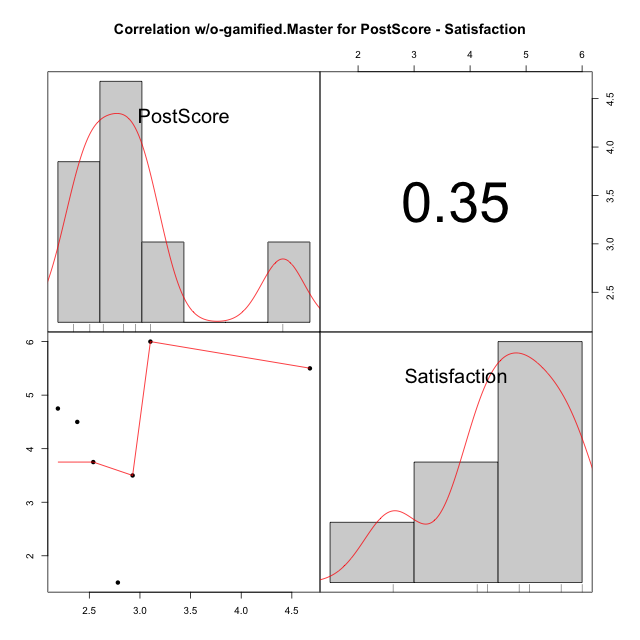 Correlation w/o-gamified.Master for PostScore - Satisfaction
2 3 4 5 6
PostScore
0.35
4.5
4.0
3.5
3.0
2.5
6
5
4
3
2
Satisfaction
2.5 3.0 3.5 4.0 4.5